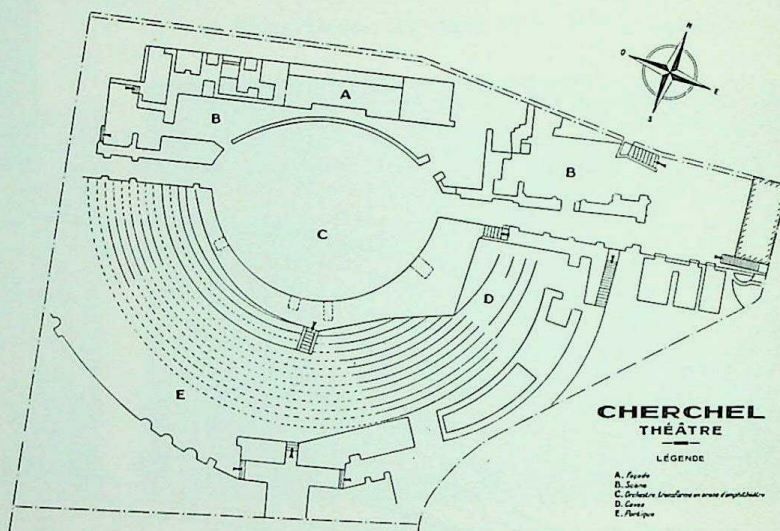 N
O
E
S
A
B
B
C
D
E
CHERCHEL
THÉÂTRE
LÉGENDE
A. Façade
B. Scène
C. Orchestre transformé en arène d'amphithéâtre
D. Cavea
E. Portique